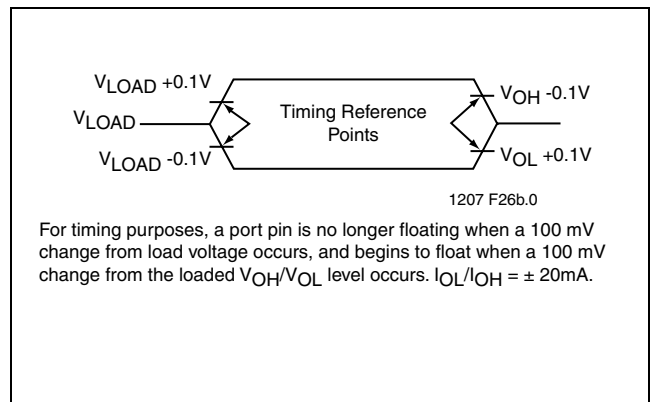 VLOAD +0.1V
VLOAD
VLOAD -0.1V
Timing Reference
Points
VOH -0.1V
VOL +0.1V
1207 F26b.0
For timing purposes, a port pin is no longer floating when a 100 mV
change from load voltage occurs, and begins to float when a 100 mV
change from the loaded VOH/VOL level occurs. IOL/IOH = ± 20mA.